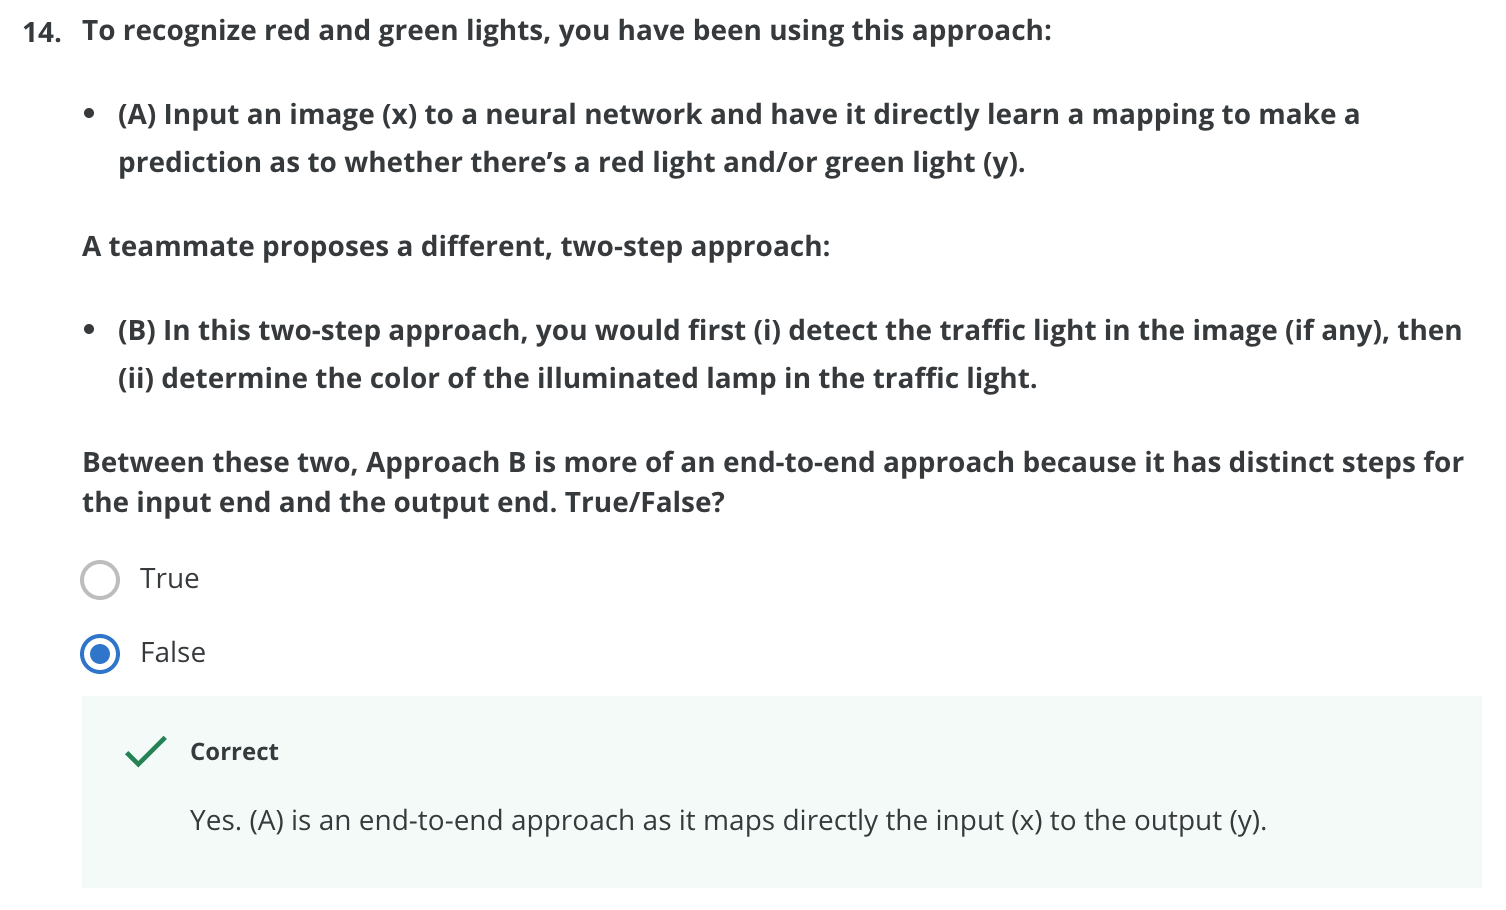 14. To recognize red and green lights, you have been using this approach:
• (A) Input an image (x) to a neural network and have it directly learn a mapping to make a
prediction as to whether there’s a red light and/or green light (y).
A teammate proposes a different, two-step approach:
• (B) In this two-step approach, you would first (i) detect the traffic light in the image (if any), then
(ii) determine the color of the illuminated lamp in the traffic light.
Between these two, Approach B is more of an end-to-end approach because it has distinct steps for
the input end and the output end. True/False?
True
False
Correct
Yes. (A) is an end-to-end approach as it maps directly the input (x) to the output (y).